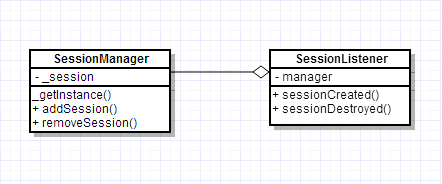 SessionManager
- _session
_getInstance()
+ addSession()
+ removeSession()
SessionListener
- manager
+ sessionCreated()
+ sessionDestroyed()